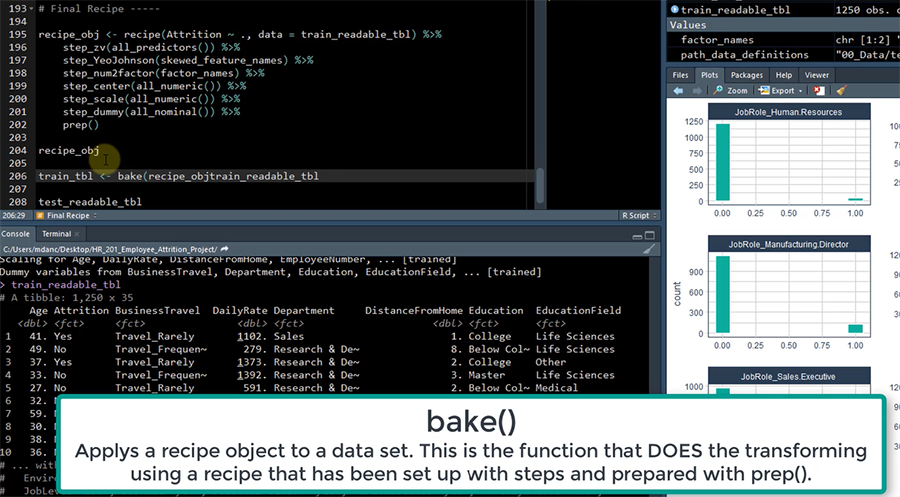 193 # Final Recipe -----
194
195 recipe_obj <- recipe(Attrition ~ ., data = train_readable_tbl) %>%
196 step_zv(all_predictors()) %>%
197 step_YeoJohnson(skewed_feature_names) %>%
198 step_num2factor(factor_names) %>%
199 step_center(all_numeric()) %>%
200 step_scale(all_numeric()) %>%
201 step_dummy(all_nominal()) %>%
202 prep()
203
204 recipe_obj
205
206 train_tbl <- bake(recipe_objtrain_readable_tbl
207
208 test_readable_tbl
206:29 Final Recipe R Script
Console Terminal
C:/Users/mdanc/Desktop/HR_201_Employee_Attrition_Project/
Scaling for Age, DailyRate, DistanceFromHome, EmployeeNumber, ... [trained]
Dummy variables from BusinessTravel, Department, Education, EducationField, ... [trained]
> train_readable_tbl
# A tibble: 1,250 x 35
Age Attrition BusinessTravel DailyRate Department DistanceFromHome Education EducationField
<dbl> <fct> <fct> <dbl> <fct> <dbl> <fct> <fct>
1 41. Yes Travel_Rarely 1102. Sales 1. College Life Sciences
2 49. No Travel_Frequen~ 279. Research & De~ 8. Below Col~ Life Sciences
3 37. Yes Travel_Rarely 1373. Research & De~ 2. College Other
4 33. No Travel_Frequen~ 1392. Research & De~ 3. Master Life Sciences
5 27. No Travel_Rarely 591. Research & De~ 2. Below Col~ Medical
6 32. N
7 59. N
8 30. N
9 38. N
10 36. N
# ... wit
Environ
JobLeve
train_readable_tbl 1250 obs. o
Values
factor_names chr [1:2] "
path_data_definitions "00_Data/te
Files Plots Packages Help Viewer
Zoom Export
JobRole_Human.Resources
1250
1000
750
500
250
0
0.00 0.25 0.50 0.75 1.00
JobRole_Manufacturing.Director
900
600
300
0
0.00 0.25 0.50 0.75 1.00
count
JobRole_Sales.Executive
1000
bake()
Applys a recipe object to a data set. This is the function that DOES the transforming
using a recipe that has been set up with steps and prepared with prep().